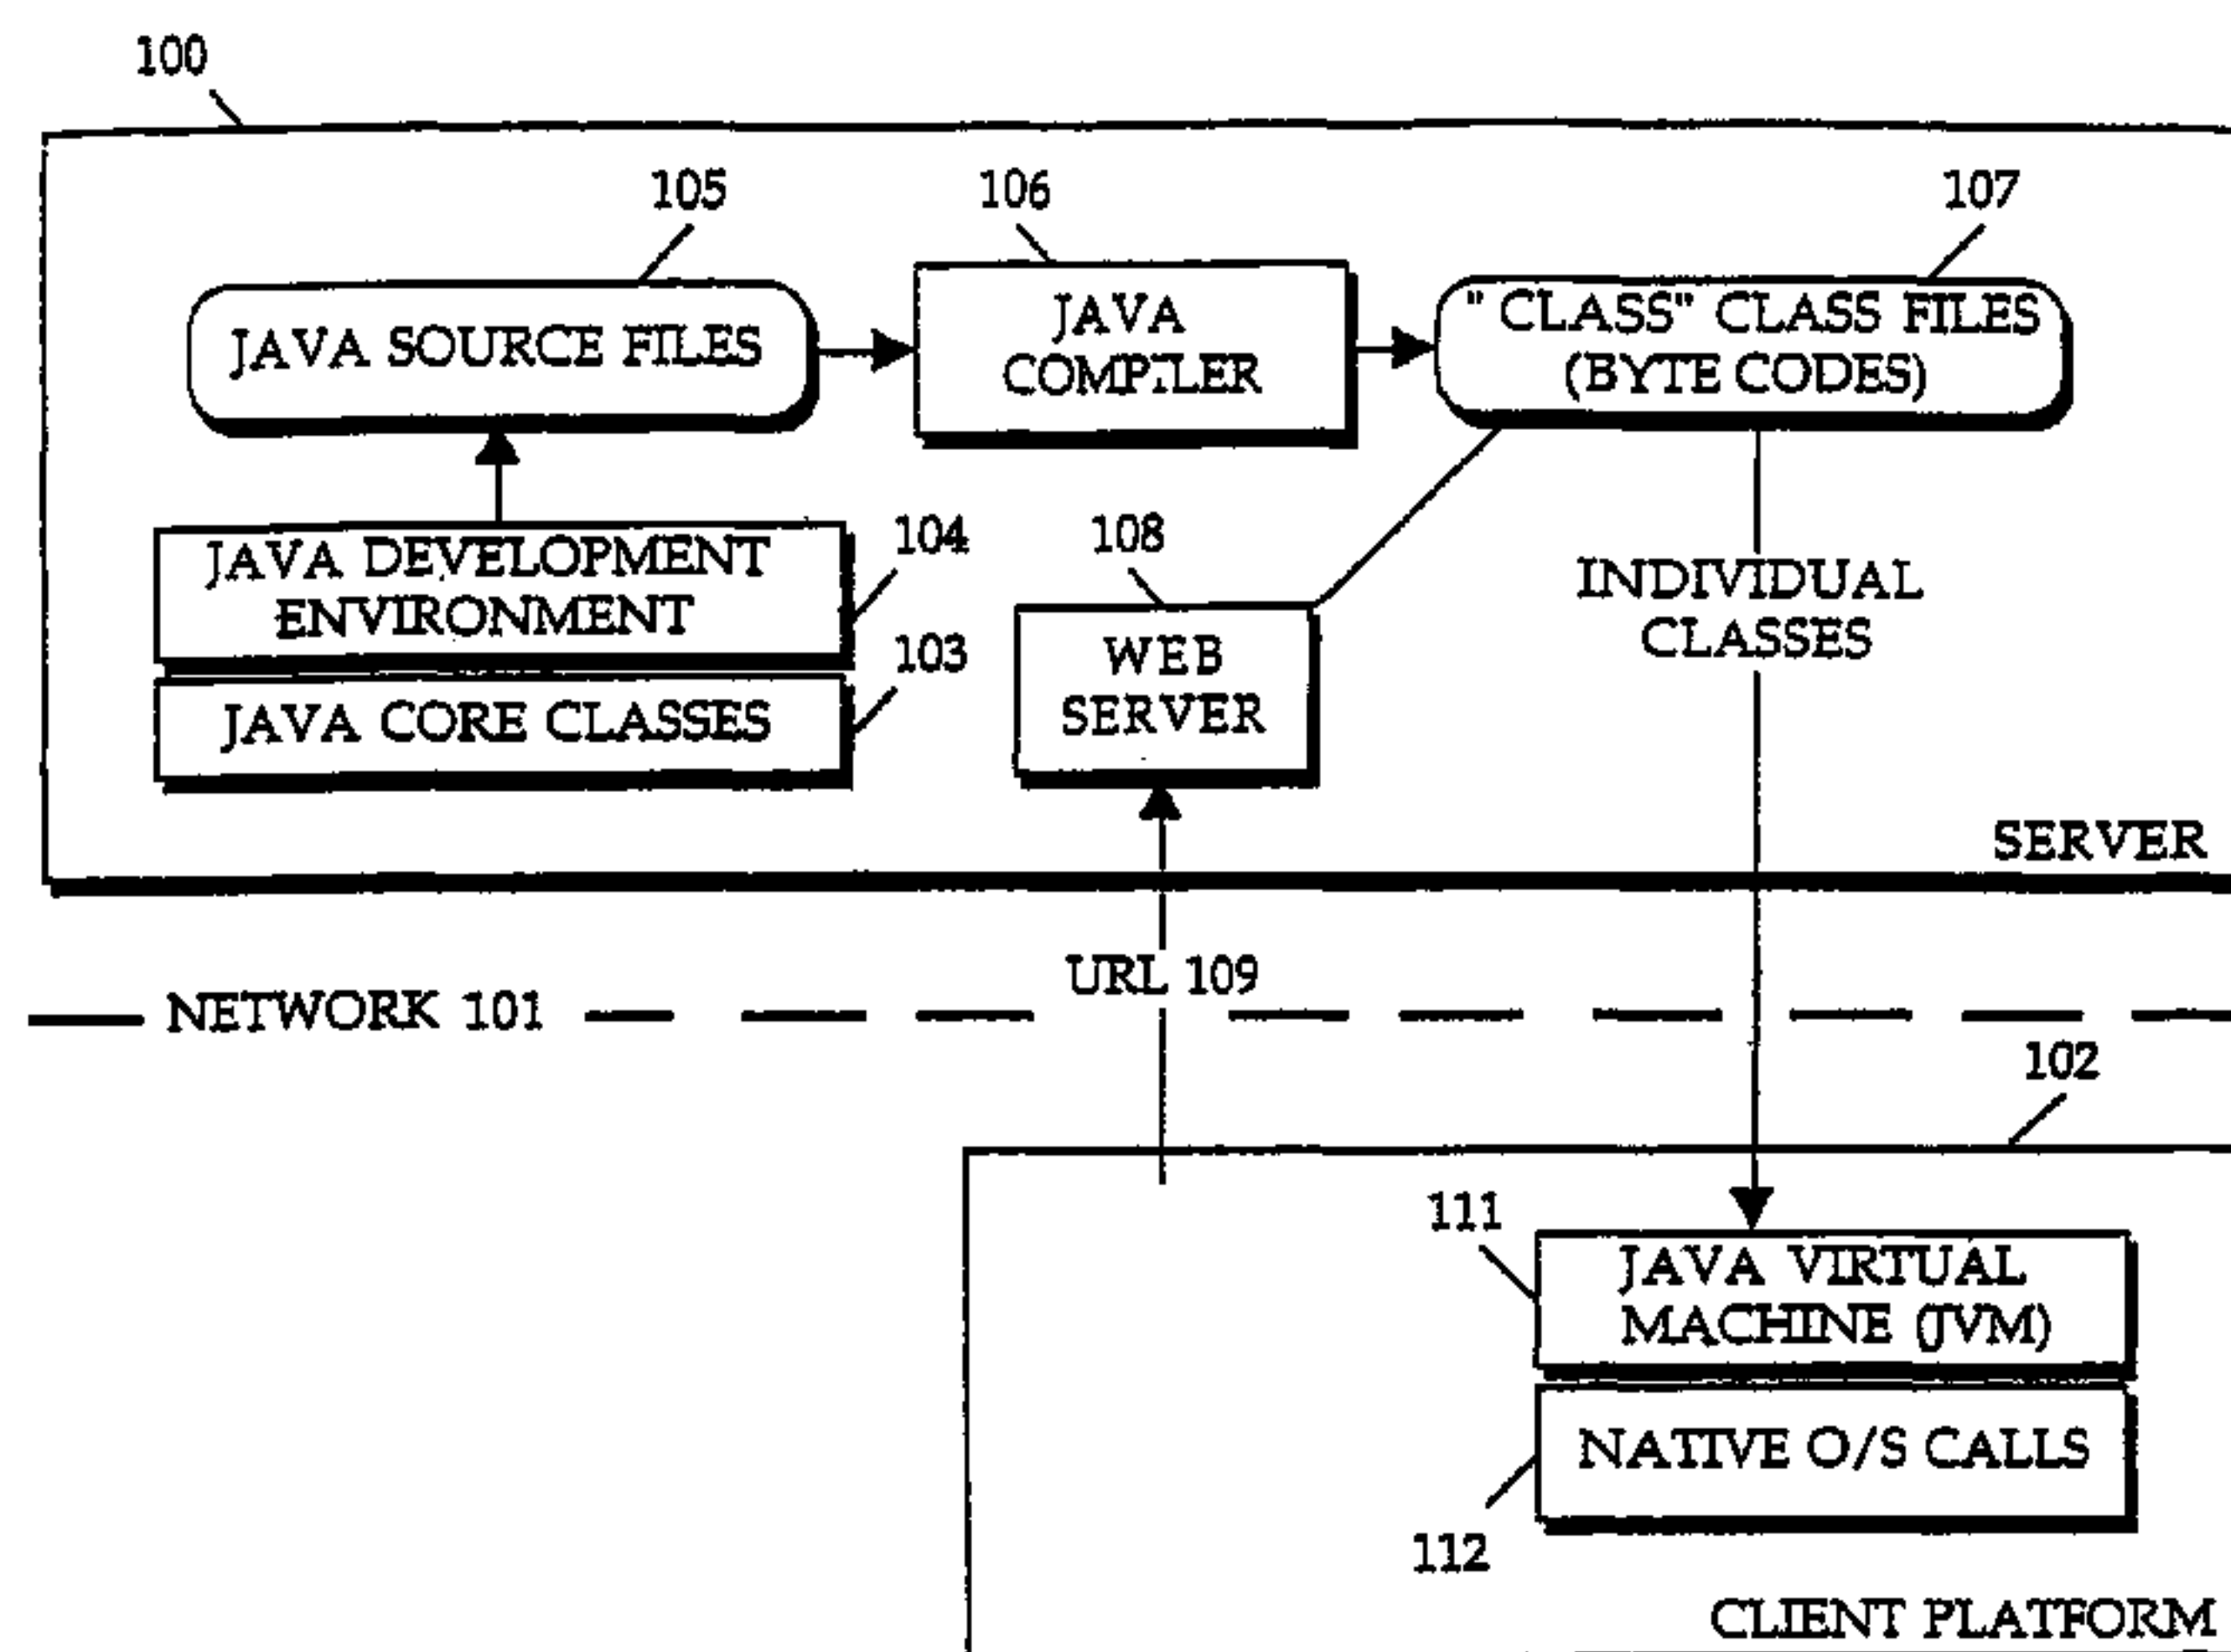 100
105
106
107
JAVA SOURCE FILES
JAVA
COMPILER
" CLASS" CLASS FILES
(BYTE CODES)
JAVA DEVELOPMENT
ENVIRONMENT
104
108
INDIVIDUAL
CLASSES
103
JAVA CORE CLASSES
WEB
SERVER
SERVER
URL 109
NETWORK 101
102
111
JAVA VIRTUAL
MACHINE (JVM)
NATIVE O/S CALLS
112
CLIENT PLATFORM